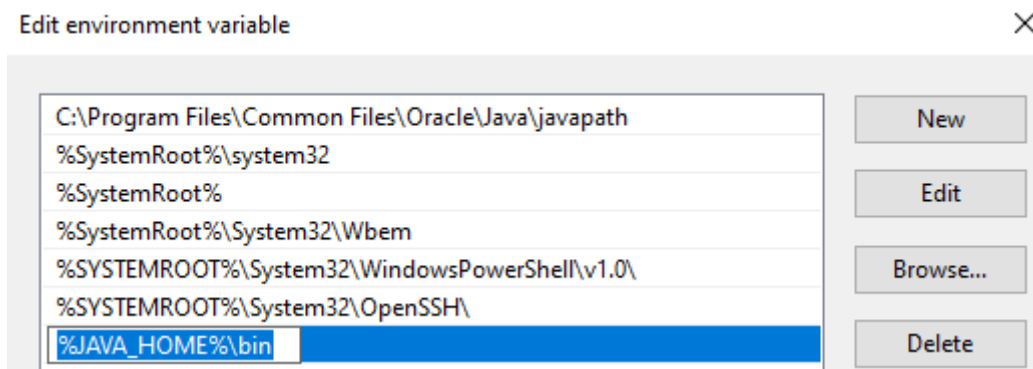 Edit environment variable
C:\Program Files\Common Files\Oracle\Java\javapath
New
%SystemRoot%\system32
%SystemRoot%
Edit
%SystemRoot%\System32\Wbem
%SYSTEMROOT%\System32\WindowsPowerShell\v1.0\
Browse...
%SYSTEMROOT%\System32\OpenSSH\
%JAVA_HOME%\bin
Delete